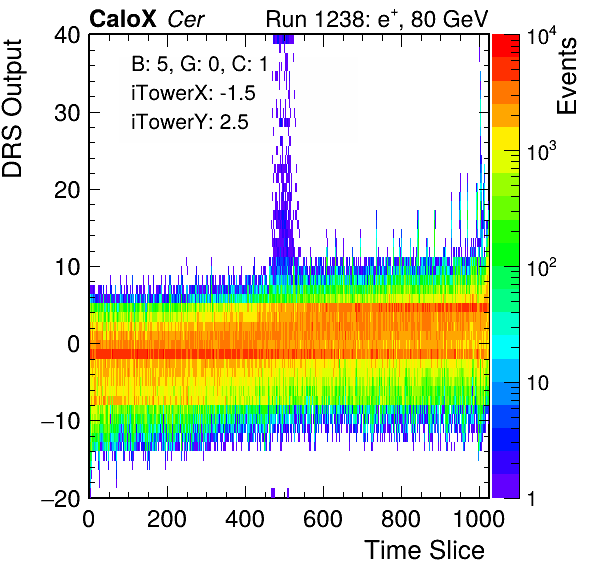 CaloX Cer Run 1238: e+, 80 GeV
DRS Output
Events
B: 5, G: 0, C: 1
iTowerX: -1.5
iTowerY: 2.5
40
30
20
10
0
−10
−20
0 200 400 600 800 1000
Time Slice
10^4
10^3
10^2
10
1